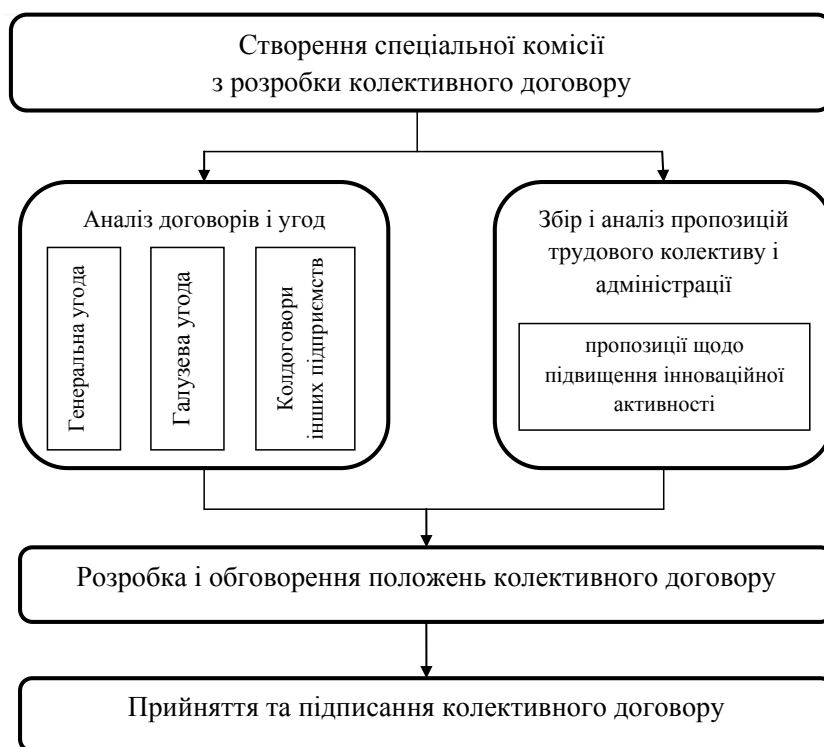 Створення спеціальної комісії
з розробки колективного договору
Аналіз договорів і угод
Генеральна угода
Галузева угода
Колдоговори
інших підприємств
Збір і аналіз пропозицій
трудового колективу і
адміністрації
пропозиції щодо
підвищення інноваційної
активності
Розробка і обговорення положень колективного договору
Прийняття та підписання колективного договору